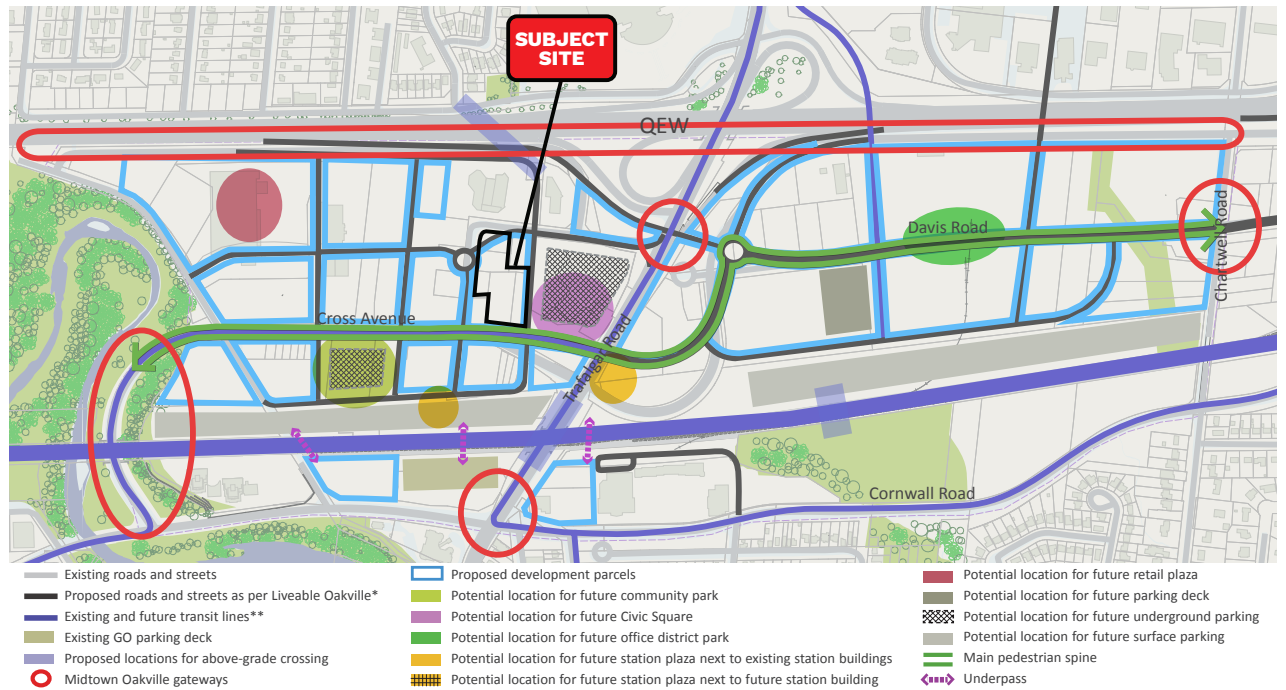 SUBJECT
SITE
QEW
Davis Road
Chartwell Road
Cross Avenue
Trafalgar Road
Cornwall Road
Existing roads and streets
Proposed roads and streets as per Liveable Oakville*
Existing and future transit lines**
Existing GO parking deck
Proposed locations for above-grade crossing
Midtown Oakville gateways
Proposed development parcels
Potential location for future community park
Potential location for future Civic Square
Potential location for future office district park
Potential location for future station plaza next to existing station buildings
Potential location for future station plaza next to future station building
Potential location for future retail plaza
Potential location for future parking deck
Potential location for future underground parking
Potential location for future surface parking
Main pedestrian spine
Underpass